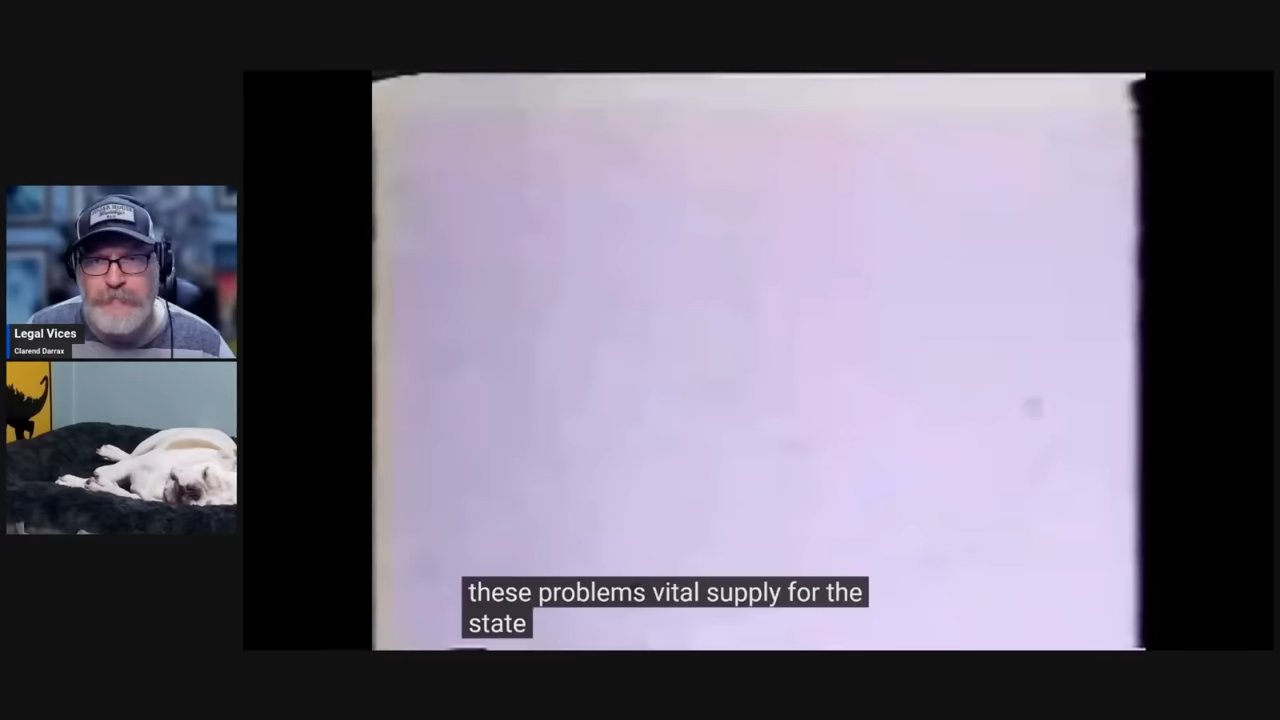 Legal Vices
Clarend Darrax
these problems vital supply for the
state